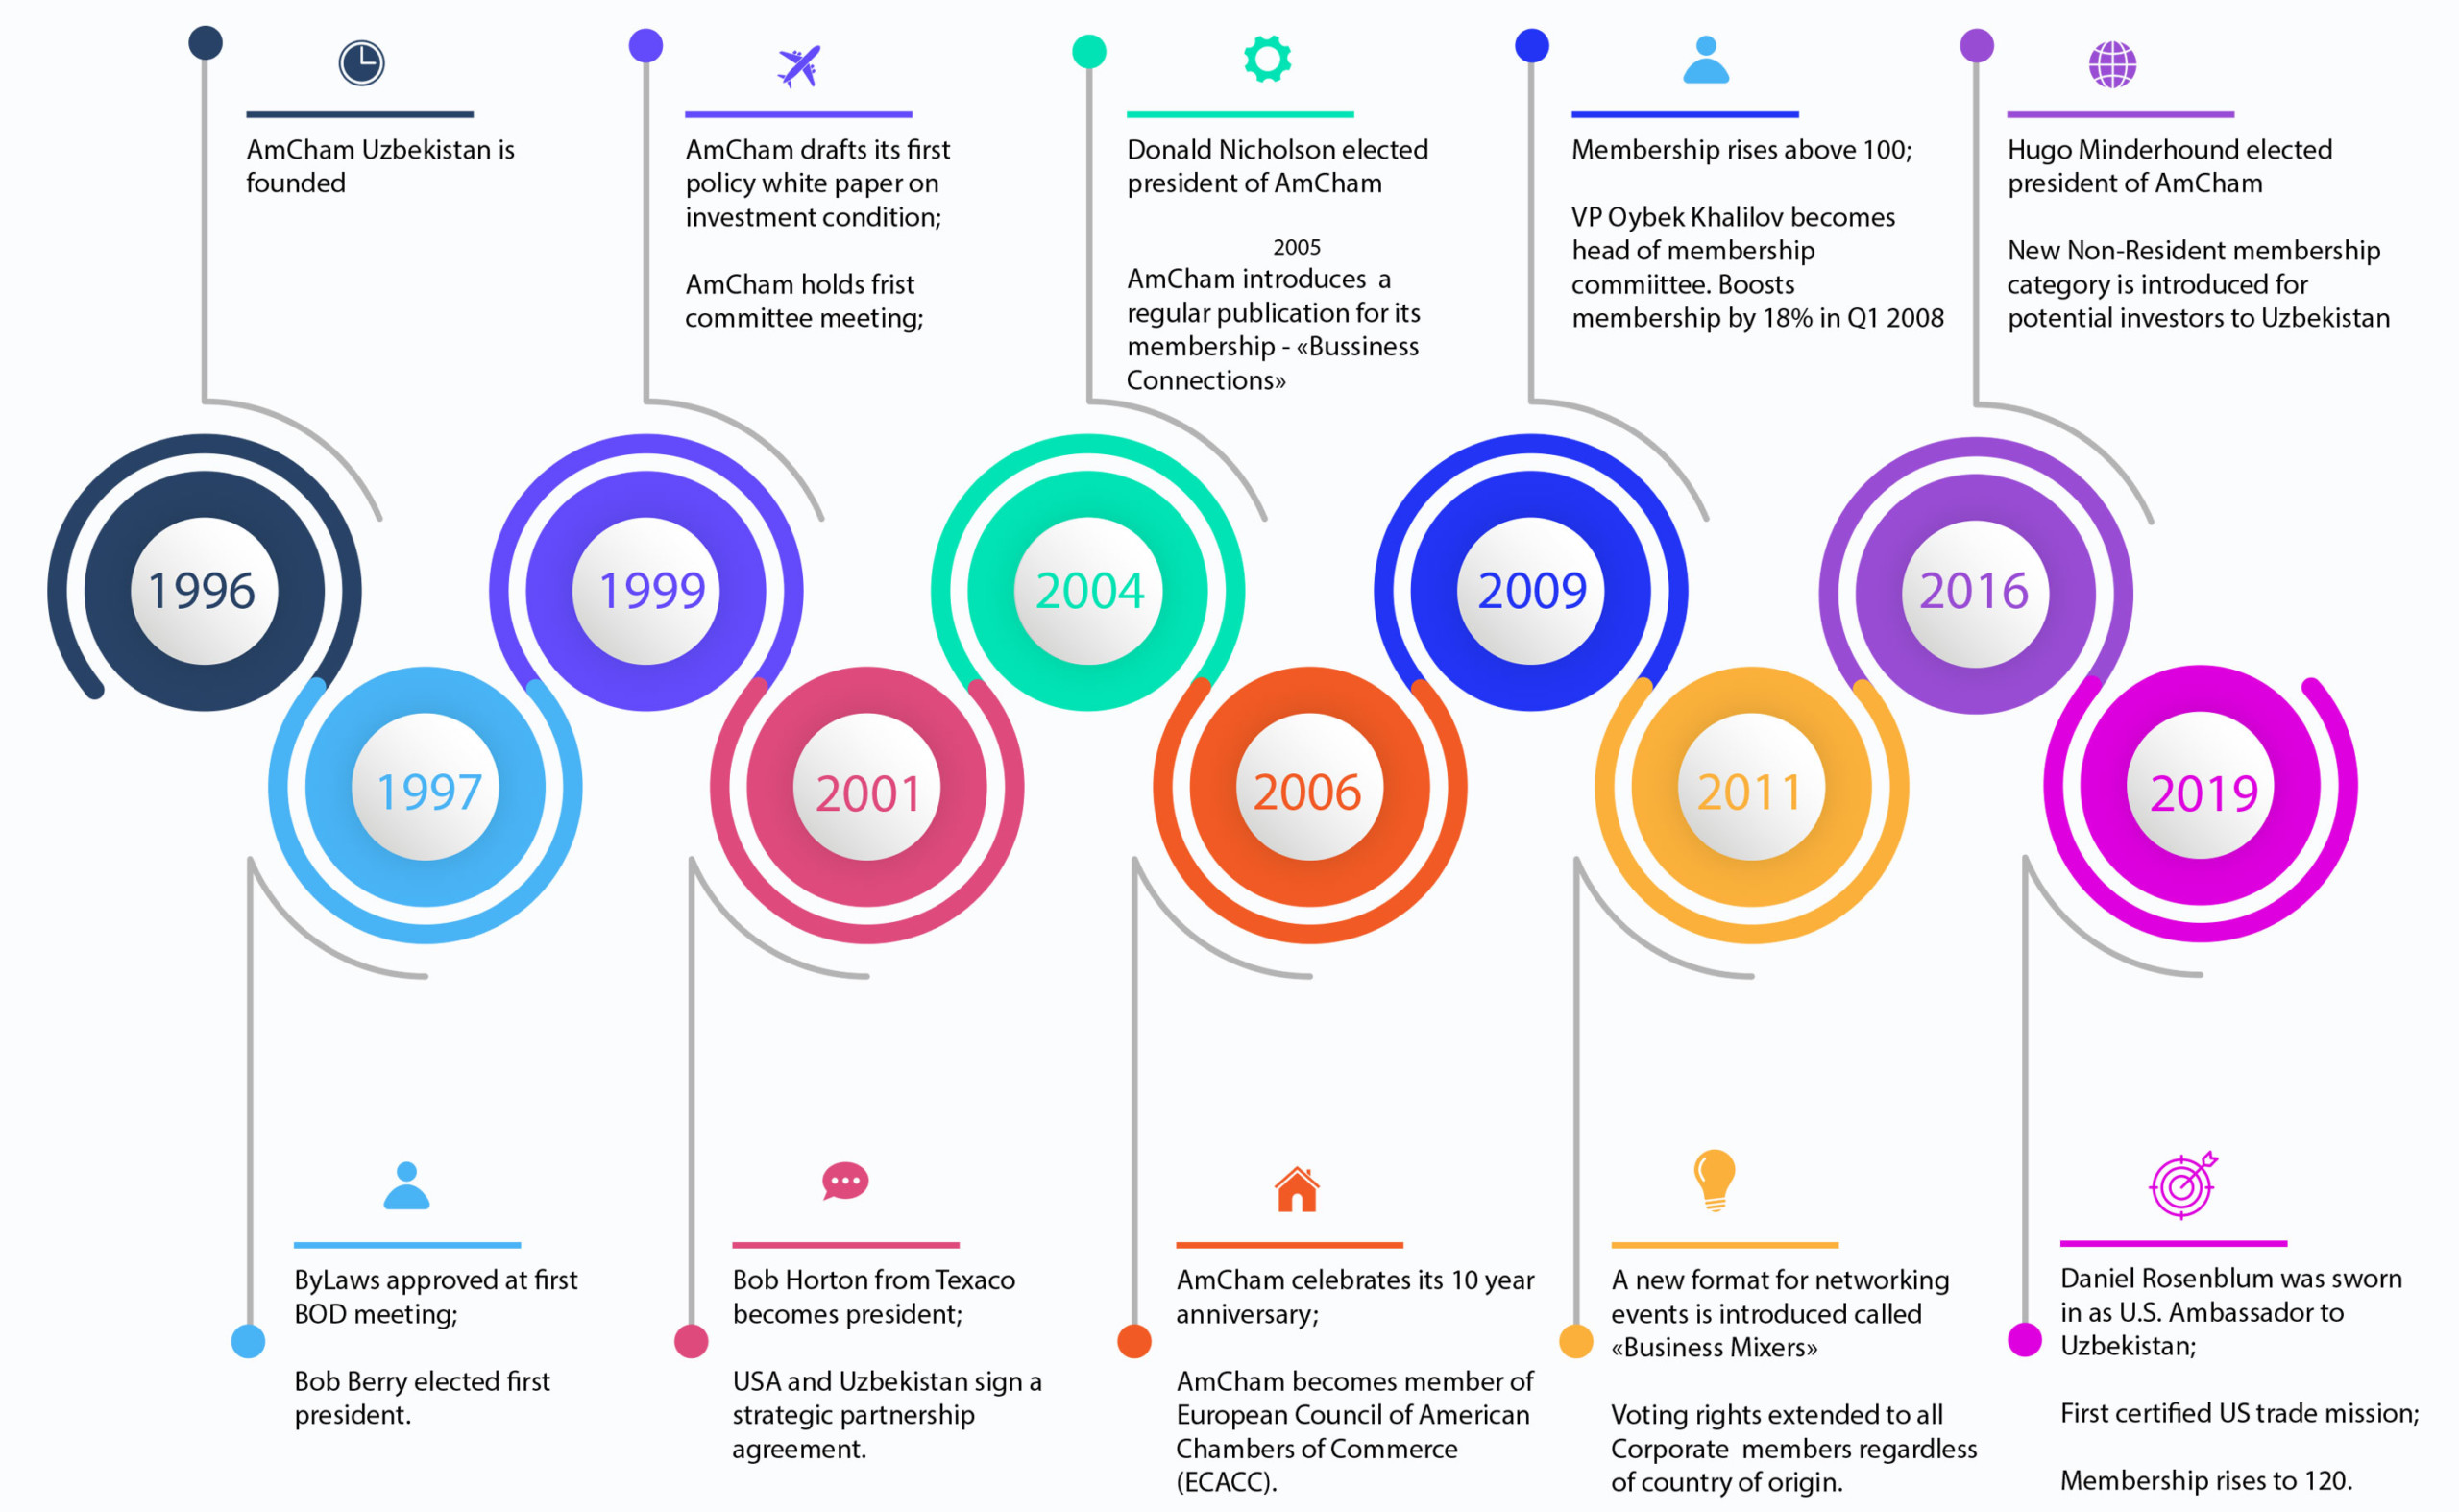 AmCham Uzbekistan is
founded
AmCham drafts its first
policy white paper on
investment condition;
AmCham holds frist
committee meeting;
Donald Nicholson elected
president of AmCham
2005
AmCham introduces a
regular publication for its
membership - «Bussiness
Connections»
Membership rises above 100;
VP Oybek Khalilov becomes
head of membership
commiittee. Boosts
membership by 18% in Q1 2008
Hugo Minderhound elected
president of AmCham
New Non-Resident membership
category is introduced for
potential investors to Uzbekistan
1996
1999
2004
2009
2016
1997
2001
2006
2011
2019
ByLaws approved at first
BOD meeting;
Bob Berry elected first
president.
Bob Horton from Texaco
becomes president;
USA and Uzbekistan sign a
strategic partnership
agreement.
AmCham celebrates its 10 year
anniversary;
AmCham becomes member of
European Council of American
Chambers of Commerce
(ECACC).
A new format for networking
events is introduced called
«Business Mixers»
Voting rights extended to all
Corporate members regardless
of country of origin.
Daniel Rosenblum was sworn
in as U.S. Ambassador to
Uzbekistan;
First certified US trade mission;
Membership rises to 120.